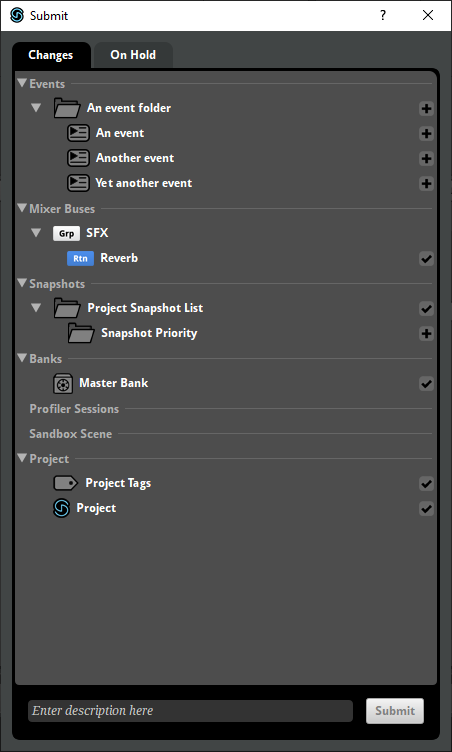 Submit
?
Changes
On Hold
Events
An event folder
An event
Another event
Yet another event
Mixer Buses
Grp SFX
Rtn Reverb
Snapshots
Project Snapshot List
Snapshot Priority
Banks
Master Bank
Profiler Sessions
Sandbox Scene
Project
Project Tags
Project
Enter description here
Submit